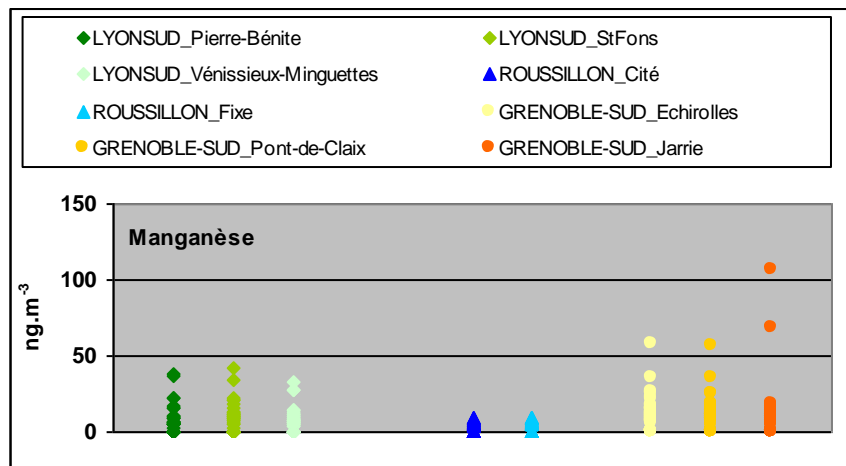 LYONSUD_Pierre-Bénite LYONSUD_StFons
LYONSUD_Vénissieux-Minguettes ROUSSILLON_Cité
ROUSSILLON_Fixe GRENOBLE-SUD_Echirolles
GRENOBLE-SUD_Pont-de-Claix GRENOBLE-SUD_Jarrie
150
Manganèse
100
ng.m-3
50
0